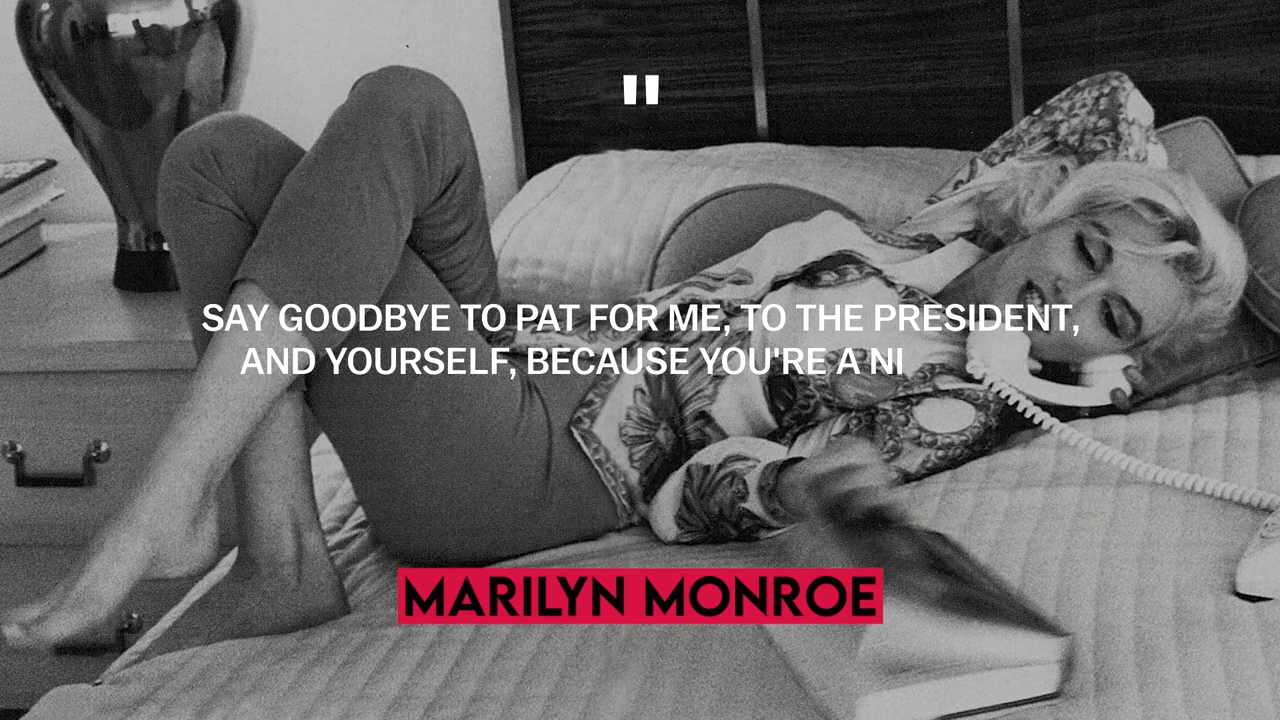 "
SAY GOODBYE TO PAT FOR ME, TO THE PRESIDENT,
AND YOURSELF, BECAUSE YOU'RE A NI
MARILYN MONROE